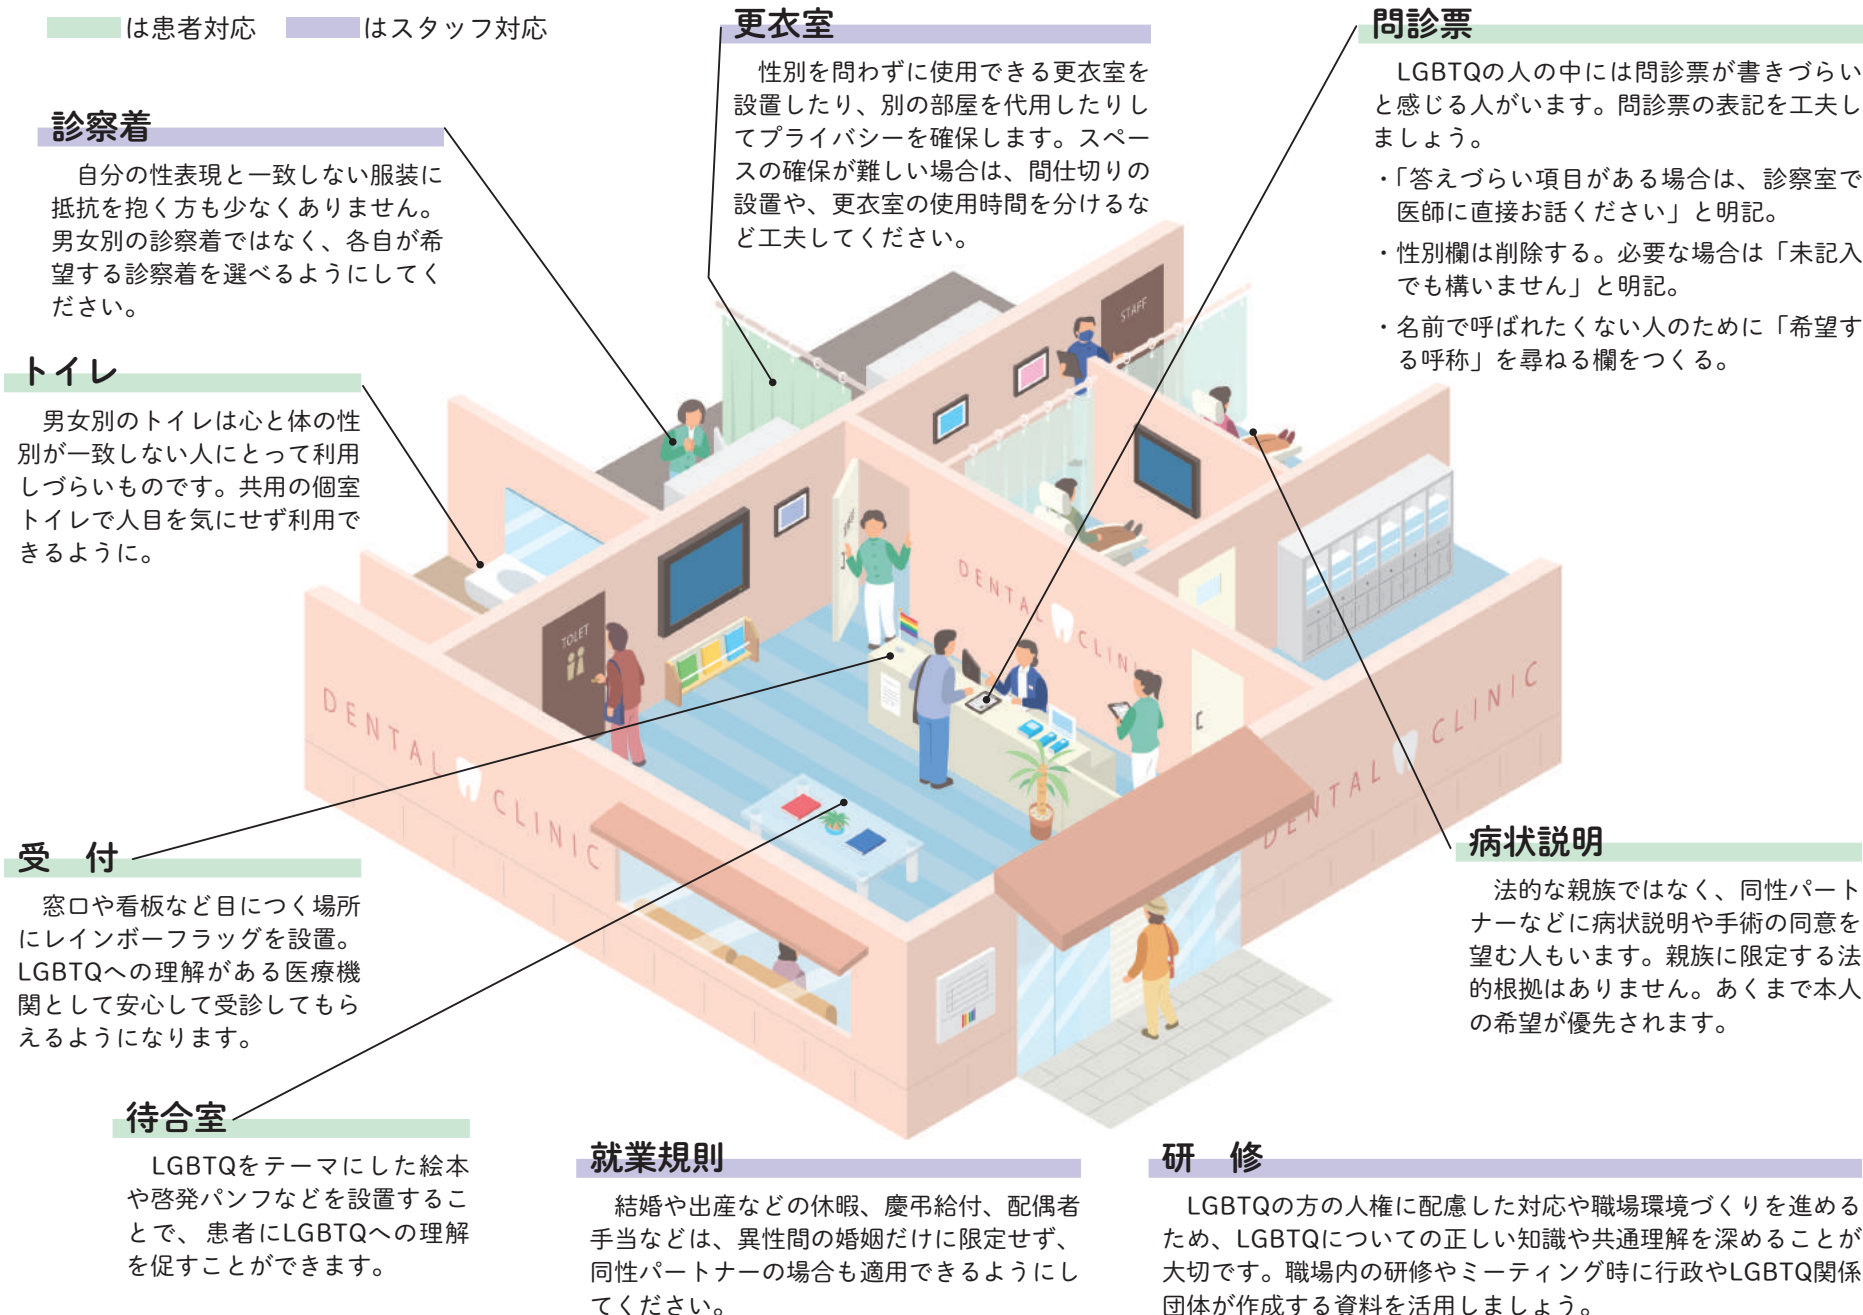 は患者対応 はスタッフ対応
診察着
自分の性表現と一致しない服装に
抵抗を抱く方も少なくありません。
男女別の診察着ではなく、各自が希
望する診察着を選べるようにしてく
ださい。
更衣室
性別を問わずに使用できる更衣室を
設置したり、別の部屋を代用したりし
てプライバシーを確保します。スペー
スの確保が難しい場合は、間仕切りの
設置や、更衣室の使用時間を分けるな
ど工夫してください。
問診票
LGBTQの人の中には問診票が書きづらい
と感じる人がいます。問診票の表記を工夫し
ましょう。
・「答えづらい項目がある場合は、診察室で
医師に直接お話ください」と明記。
・性別欄は削除する。必要な場合は「未記入
でも構いません」と明記。
・名前で呼ばれたくない人のために「希望す
る呼称」を尋ねる欄をつくる。
トイレ
男女別のトイレは心と体の性
別が一致しない人にとって利用
しづらいものです。共用の個室
トイレで人目を気にせず利用で
きるように。
STAFF
DENTAL CLINIC
TOLET
DENTAL CLINIC
DENTAL CLINIC
受　付
窓口や看板など目につく場所
にレインボーフラッグを設置。
LGBTQへの理解がある医療機
関として安心して受診してもら
えるようになります。
病状説明
法的な親族ではなく、同性パート
ナーなどに病状説明や手術の同意を
望む人もいます。親族に限定する法
的根拠はありません。あくまで本人
の希望が優先されます。
待合室
LGBTQをテーマにした絵本
や啓発パンフなどを設置するこ
とで、患者にLGBTQへの理解
を促すことができます。
就業規則
結婚や出産などの休暇、慶弔給付、配偶者
手当などは、異性間の婚姻だけに限定せず、
同性パートナーの場合も適用できるようにし
てください。
研　修
LGBTQの方の人権に配慮した対応や職場環境づくりを進める
ため、LGBTQについての正しい知識や共通理解を深めることが
大切です。職場内の研修やミーティング時に行政やLGBTQ関係
団体が作成する資料を活用しましょう。